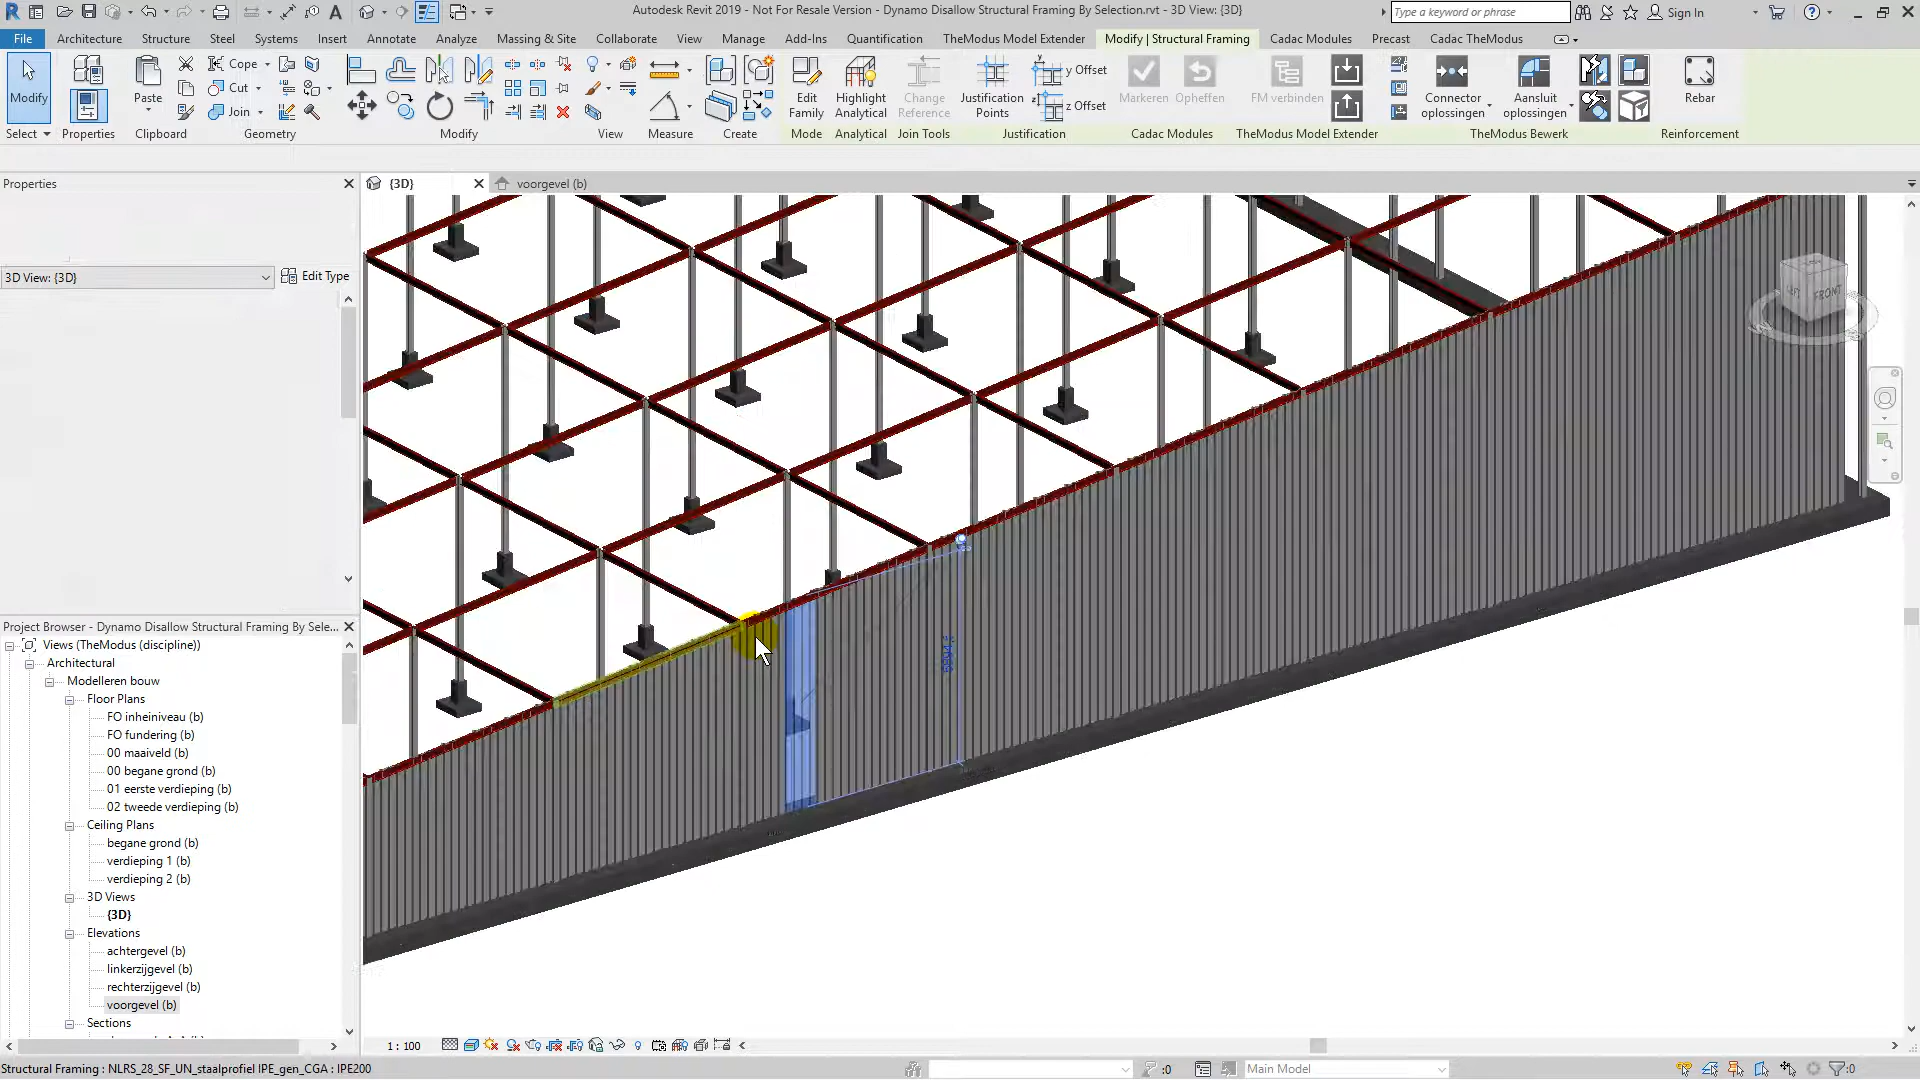 Autodesk Revit 2019 - Not For Resale Version - Dynamo Disallow Structural Framing By Selection.rvt - 3D View: {3D}
Type a keyword or phrase
Sign In
File Architecture Structure Steel Systems Insert Annotate Analyze Massing & Site Collaborate View Manage Add-Ins Quantification TheModus Model Extender Modify | Structural Framing Cadac Modules Precast Cadac TheModus
Cope y Offset
Cut z Offset
Join
Modify Paste Edit Family Highlight Analytical Change Reference Justification Points Markeren Opheffen FM verbinden Connector oplossingen Aansluit oplossingen Rebar
Select Properties Clipboard Geometry Modify View Measure Create Mode Analytical Join Tools Justification Cadac Modules TheModus Model Extender TheModus Bewerk Reinforcement
Properties
{3D} voorgevel (b)
3D View: {3D} Edit Type
LEFT FRONT
Project Browser - Dynamo Disallow Structural Framing By Sele...
Views (TheModus (discipline))
Architectural
Modelleren bouw
Floor Plans
FO inheiniveau (b)
FO fundering (b)
00 maaiveld (b)
00 begane grond (b)
01 eerste verdieping (b)
02 tweede verdieping (b)
Ceiling Plans
begane grond (b)
verdieping 1 (b)
verdieping 2 (b)
3D Views
{3D}
Elevations
achtergevel (b)
linkerzijgevel (b)
rechterzijgevel (b)
voorgevel (b)
Sections
1 : 100
Structural Framing : NLRS_28_SF_UN_staalprofiel IPE_gen_CGA : IPE200
:0
Main Model
:0